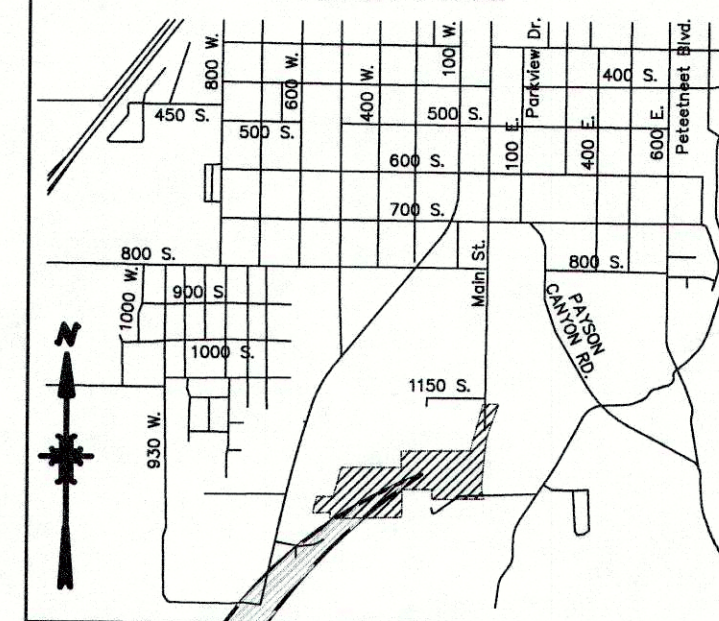 800 W.
600 W.
400 W.
100 W.
Parkview Dr.
Peteetneet Blvd.
400 S.
450 S.
500 S.
500 S.
100 E.
400 E.
600 E.
600 S.
700 S.
800 S.
Main St.
800 S.
1000 W.
900 S.
PAYSON
CANYON RD.
N
1000 S.
1150 S.
930 W.